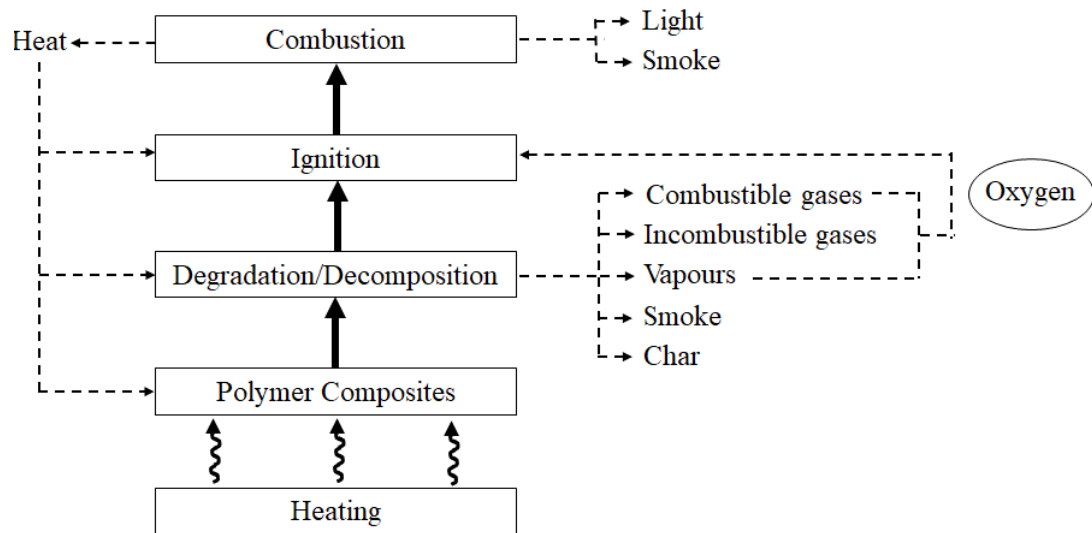 Light
Heat
Combustion
Smoke
Ignition
Oxygen
Combustible gases
Incombustible gases
Degradation/Decomposition
Vapours
Smoke
Char
Polymer Composites
Heating